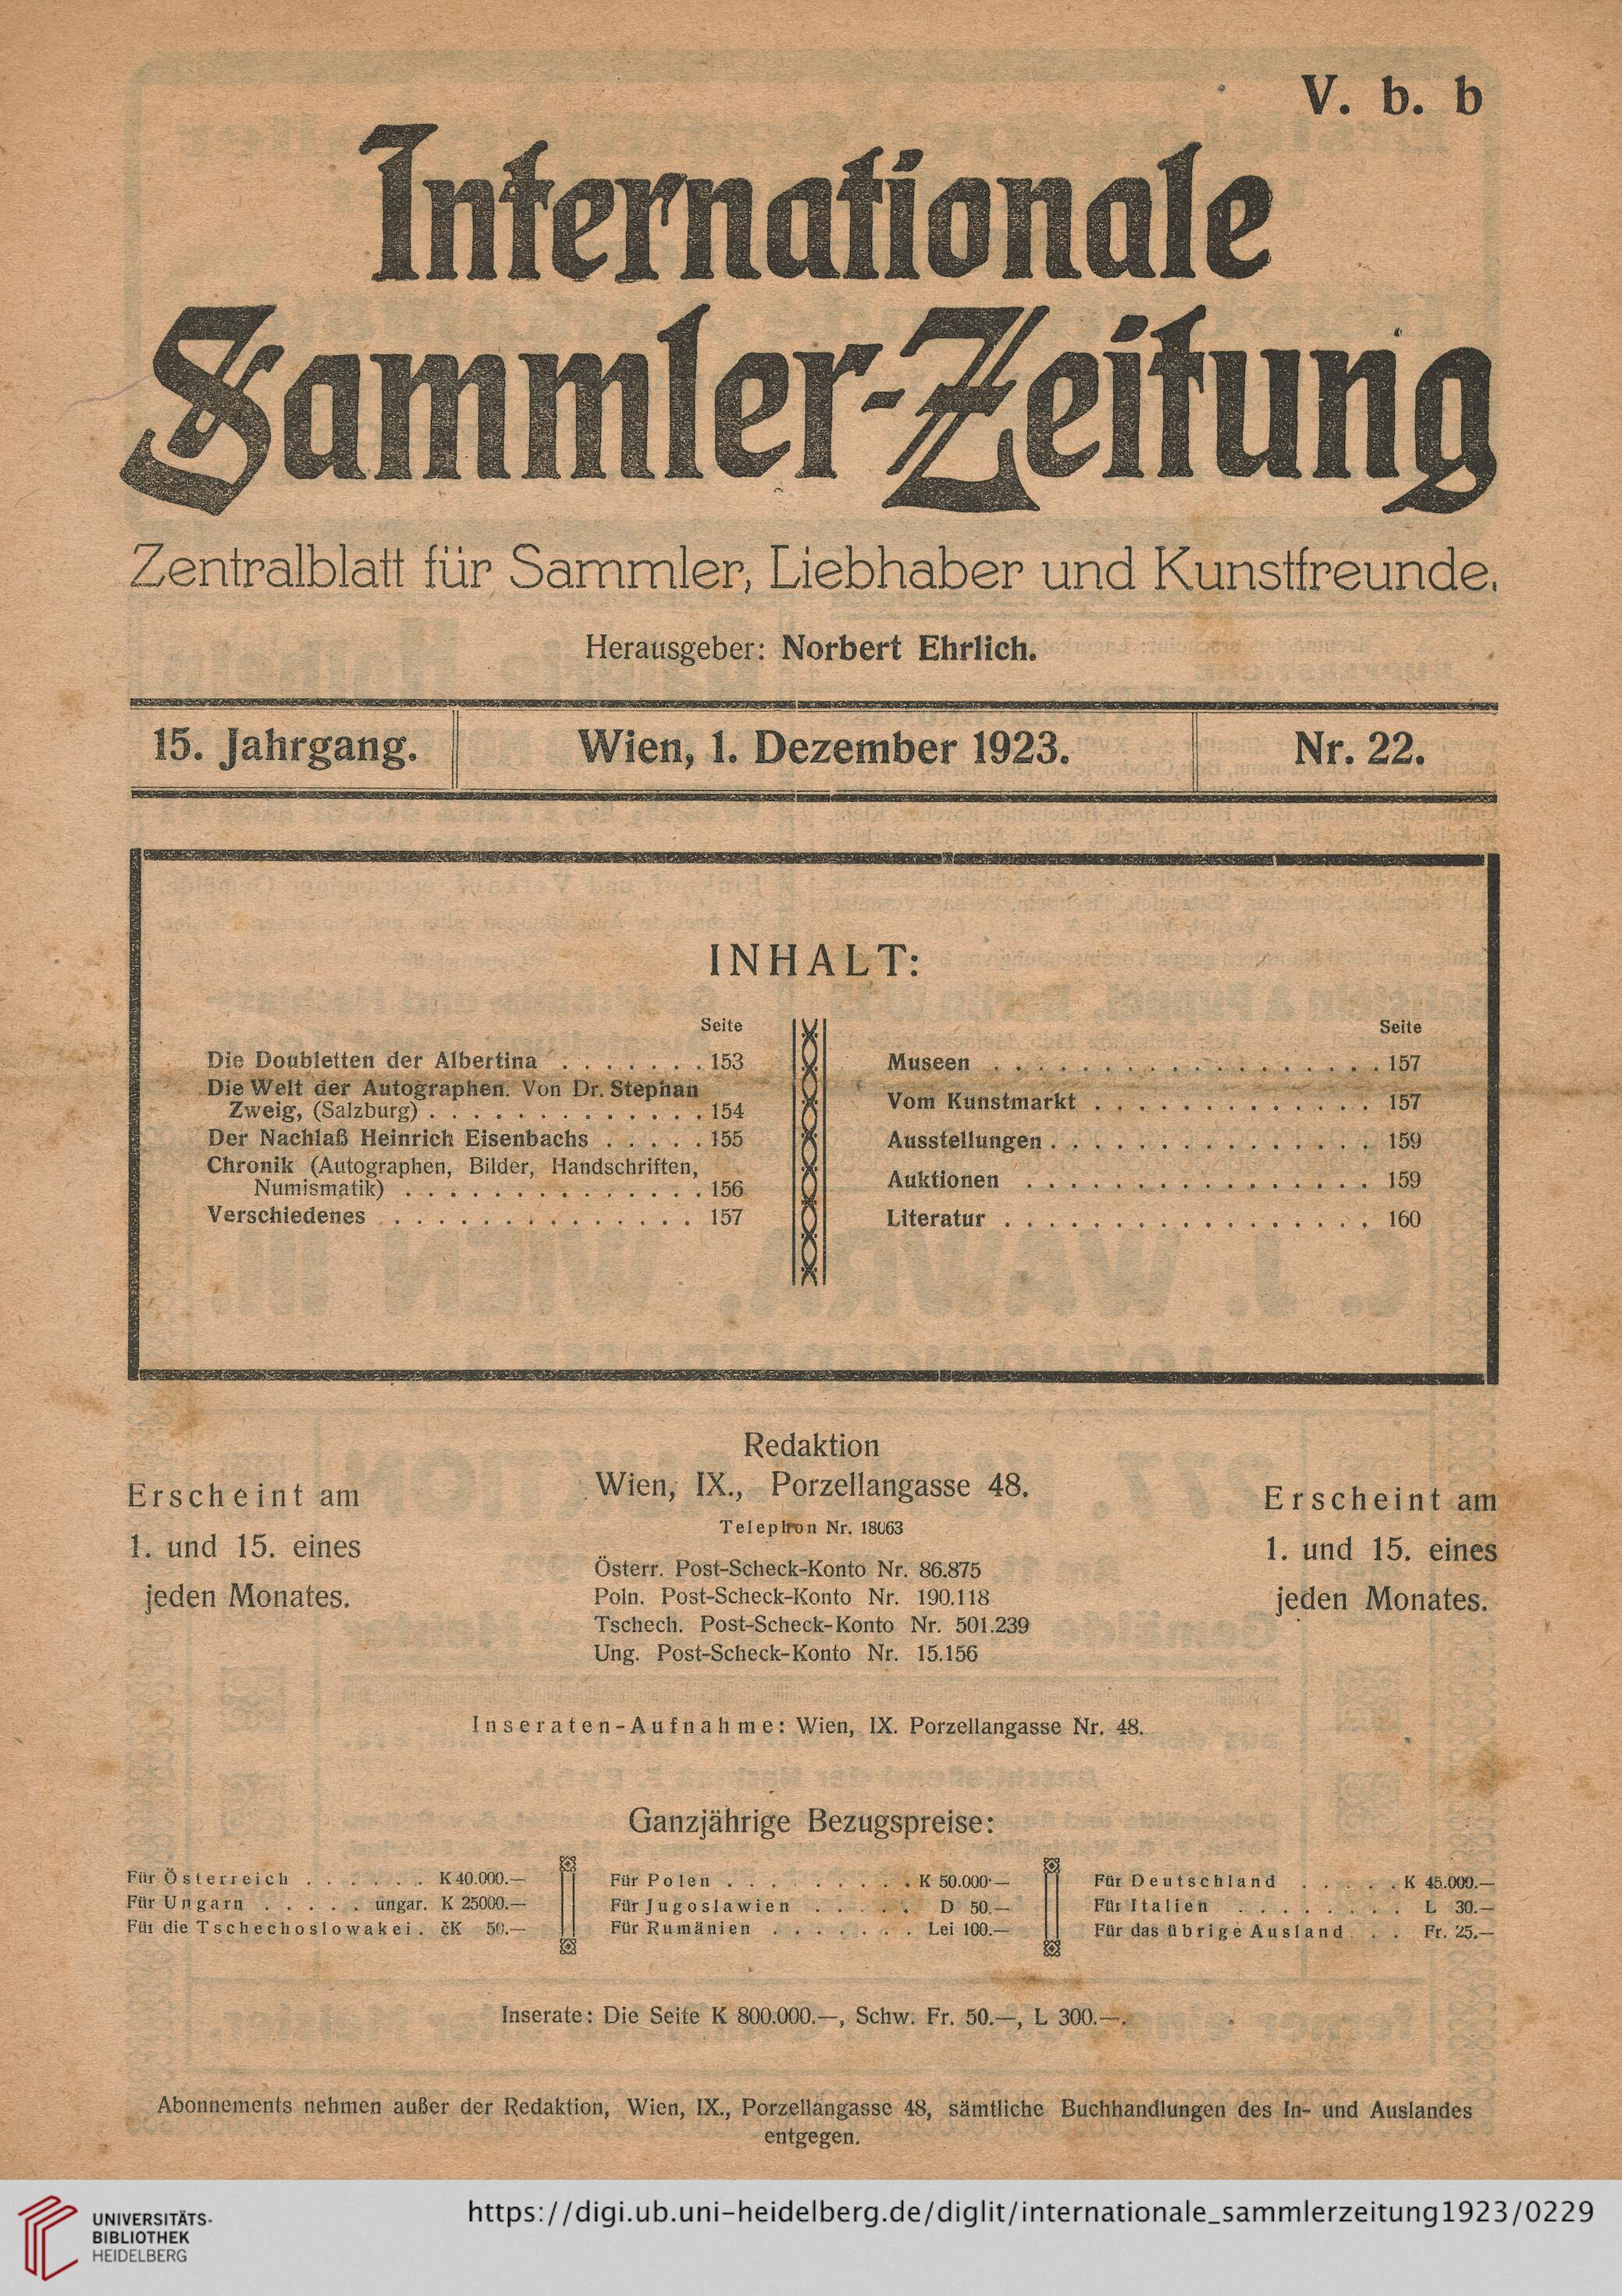 V. b. b
Internationale
Sammler-Zeitung
Zentralblatt für Sammler, Liebhaber und Kunstfreunde.
Herausgeber: Norbert Ehrlich.
15. Jahrgang.
Wien, 1. Dezember 1923.
Nr. 22.
INHALT:
Seite
Die Doubletten der Albertina . . . . . . . 153
Die Welt der Autographen. Von Dr. Stephan
Zweig, (Salzburg) . . . . . . . . . . . . . 154
Der Nachlaß Heinrich Eisenbachs . . . . . 155
Chronik (Autographen, Bilder, Handschriften,
Numismatik) . . . . . . . . . . . . . . 156
Verschiedenes . . . . . . . . . . . . . . 157
Seite
Museen . . . . . . . . . . . . . . . . . . 157
Vom Kunstmarkt . . . . . . . . . . . . . 157
Ausstellungen . . . . . . . . . . . . . . . 159
Auktionen . . . . . . . . . . . . . . . . 159
Literatur . . . . . . . . . . . . . . . . . 160
Erscheint am
1. und 15. eines
jeden Monates.
Redaktion
Wien, IX., Porzellangasse 48.
Telephon Nr. 18063
Österr. Post-Scheck-Konto Nr. 86.875
Poln. Post-Scheck-Konto Nr. 190.118
Tschech. Post-Scheck-Konto Nr. 501.239
Ung. Post-Scheck-Konto Nr. 15.156
Erscheint am
1. und 15. eines
jeden Monates.
Inseraten-Aufnahme: Wien, IX. Porzellangasse Nr. 48.
Ganzjährige Bezugspreise:
Für Österreich . . . . . . K 40.000.—
Für Ungarn . . . . . ungar. K 25000.—
Für die Tschechoslowakei . čK 50.—
Für Polen . . . . . . . . . K 50.000·—
Für Jugoslawien . . . . . D 50.—
Für Rumänien . . . . . . . Lei 100.—
Für Deutschland . . . . . K 45.000.—
Für Italien . . . . . . . . L 30.—
Für das übrige Ausland . . Fr. 25.—
Inserate: Die Seite K 800.000.—, Schw. Fr. 50.—, L 300.—.
Abonnements nehmen außer der Redaktion, Wien, IX., Porzellangasse 48, sämtliche Buchhandlungen des In- und Auslandes
entgegen.
UNIVERSITÄTS-
BIBLIOTHEK
HEIDELBERG
https://digi.ub.uni-heidelberg.de/diglit/internationale_sammlerzeitung1923/0229